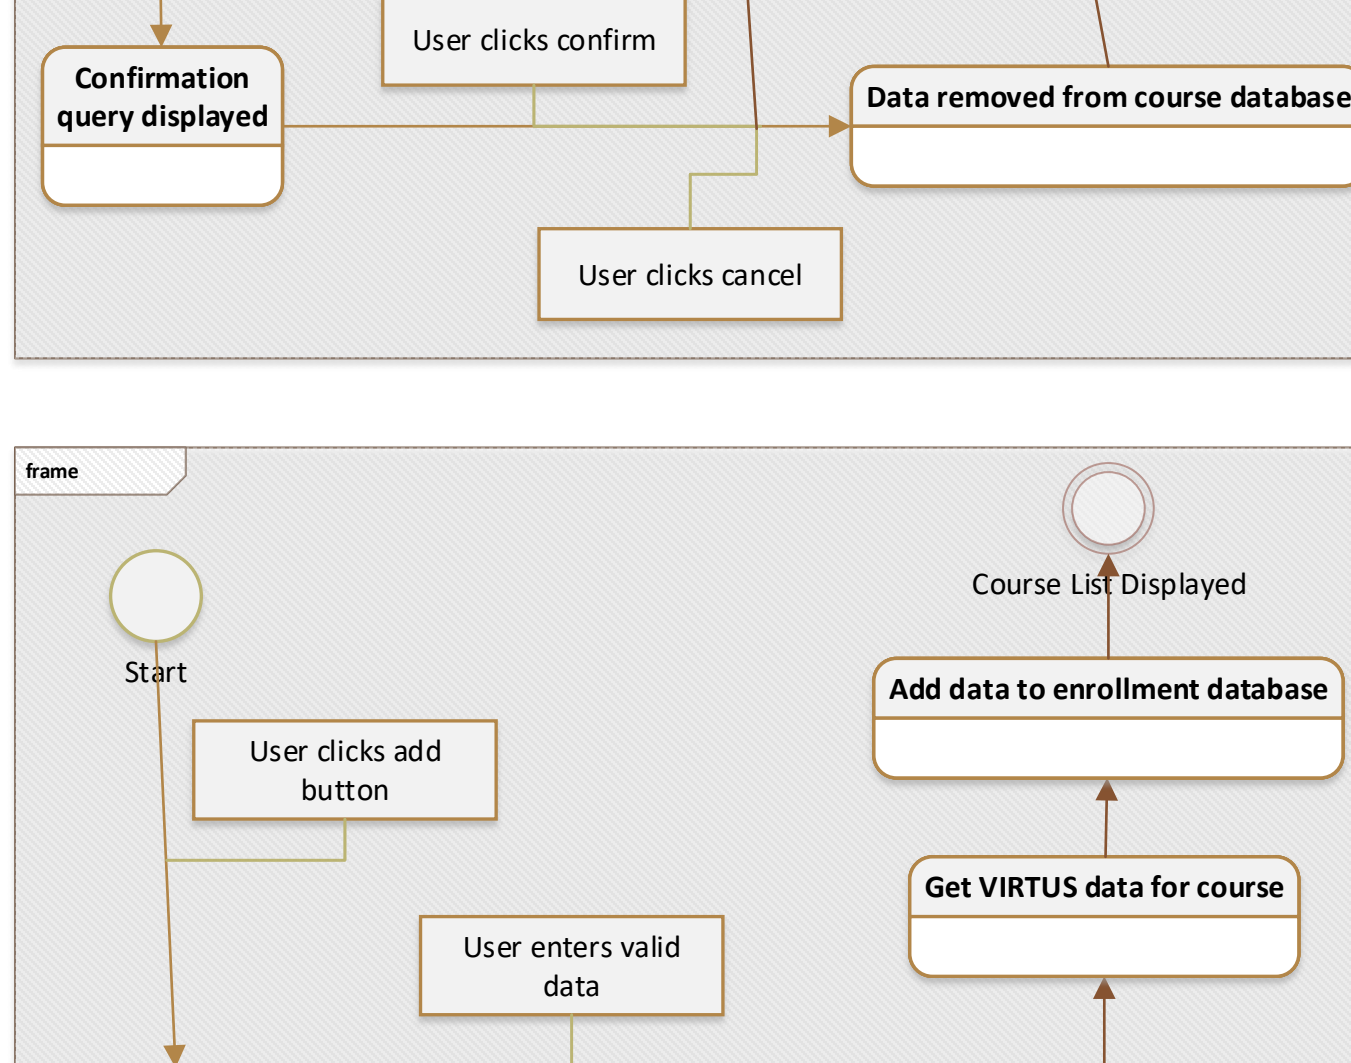 User clicks confirm
Confirmation
query displayed
Data removed from course database
User clicks cancel
frame
Course List Displayed
Start
Add data to enrollment database
User clicks add
button
Get VIRTUS data for course
User enters valid
data